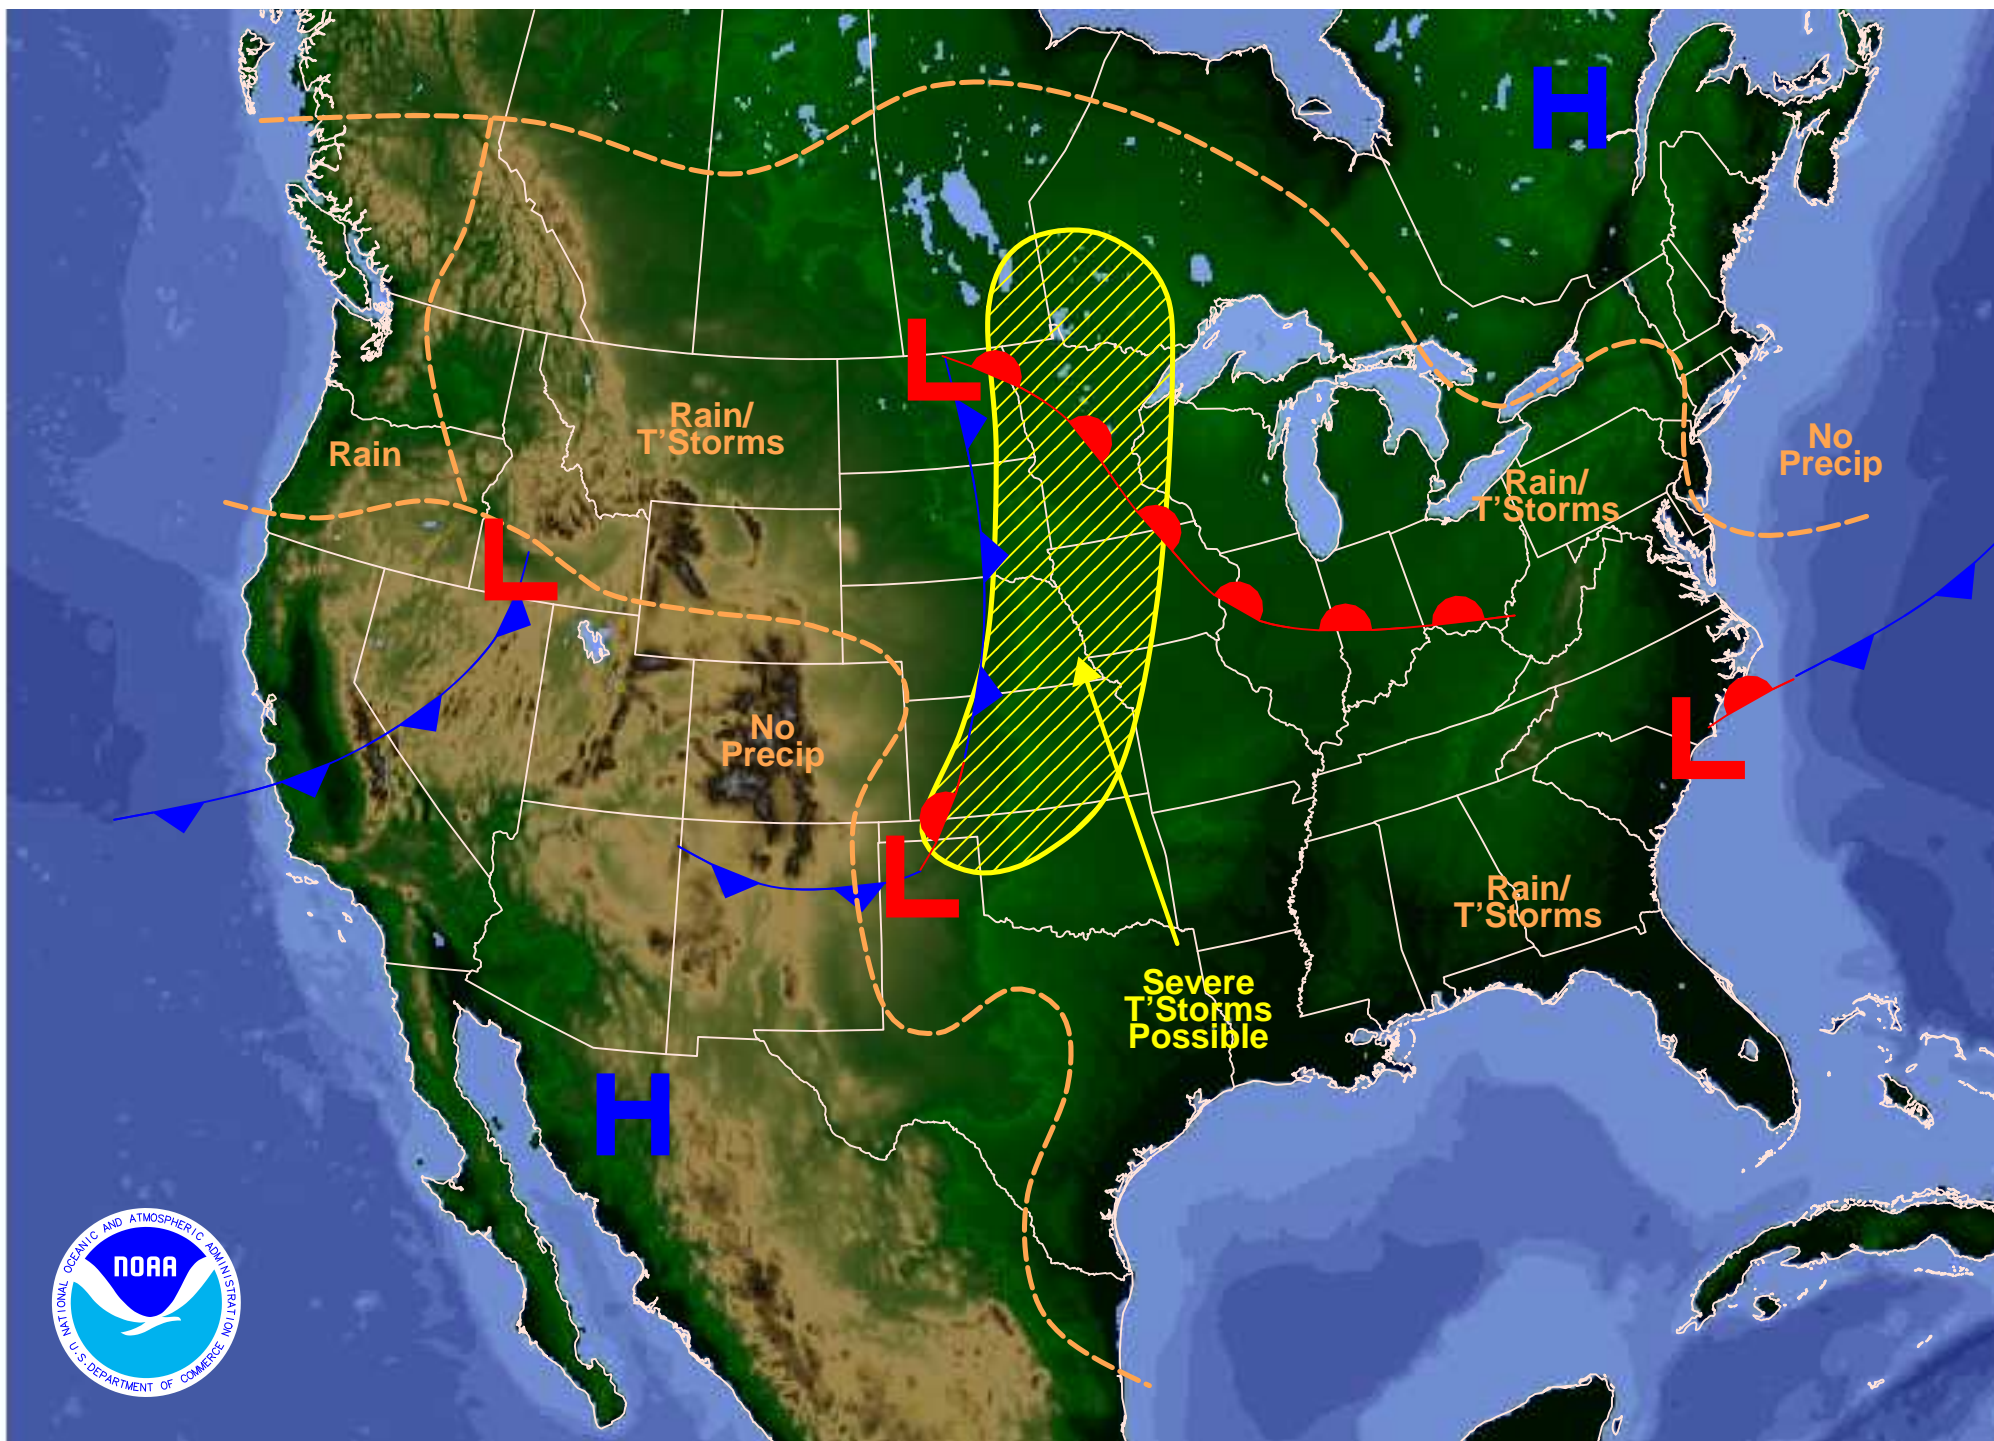 H
L
Rain/
T'Storms
Rain
No
Precip
Rain/
T'Storms
L
L
No
Precip
L
Rain/
T'Storms
Severe
T'Storms
Possible
H
NATIONAL OCEANIC AND ATMOSPHERIC ADMINISTRATION
NOAA
U.S. DEPARTMENT OF COMMERCE